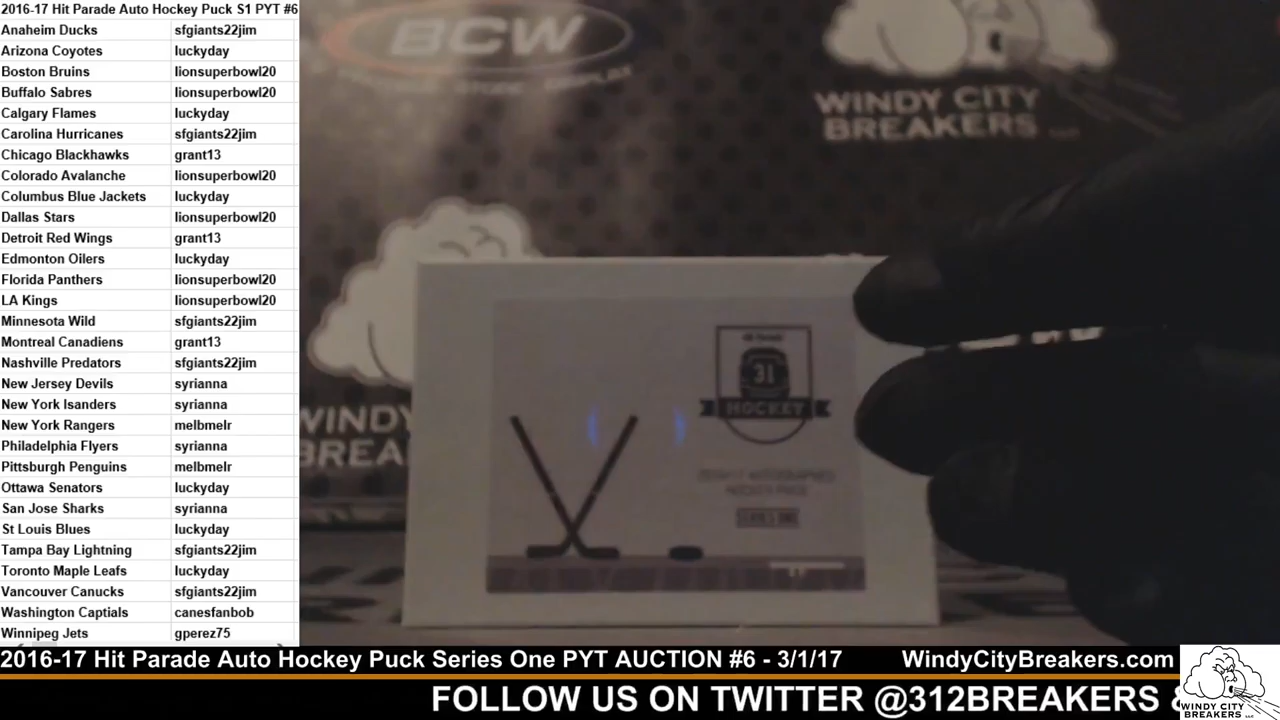 2016-17 Hit Parade Auto Hockey Puck S1 PYT #6
Anaheim Ducks sfgiants22jim
Arizona Coyotes luckyday
Boston Bruins lionsuperbowl20
Buffalo Sabres lionsuperbowl20
Calgary Flames luckyday
Carolina Hurricanes sfgiants22jim
Chicago Blackhawks grant13
Colorado Avalanche lionsuperbowl20
Columbus Blue Jackets luckyday
Dallas Stars lionsuperbowl20
Detroit Red Wings grant13
Edmonton Oilers luckyday
Florida Panthers lionsuperbowl20
LA Kings lionsuperbowl20
Minnesota Wild sfgiants22jim
Montreal Canadiens grant13
Nashville Predators sfgiants22jim
New Jersey Devils syrianna
New York Isanders syrianna
New York Rangers melbmelr
Philadelphia Flyers syrianna
Pittsburgh Penguins melbmelr
Ottawa Senators luckyday
San Jose Sharks syrianna
St Louis Blues luckyday
Tampa Bay Lightning sfgiants22jim
Toronto Maple Leafs luckyday
Vancouver Canucks sfgiants22jim
Washington Captials canesfanbob
Winnipeg Jets gperez75
BCW
WINDY CITY
BREAKERS
WINDY
BREA
31
HOCKEY
SERIES ONE
2016-17 Hit Parade Auto Hockey Puck Series One PYT AUCTION #6 - 3/1/17 WindyCityBreakers.com
FOLLOW US ON TWITTER @312BREAKERS &
WINDY CITY
BREAKERS